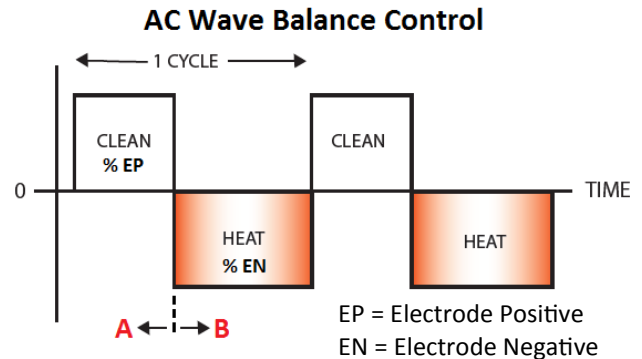 AC Wave Balance Control
1 CYCLE
CLEAN
% EP
CLEAN
0
TIME
HEAT
% EN
HEAT
A
B
EP = Electrode Positive
EN = Electrode Negative